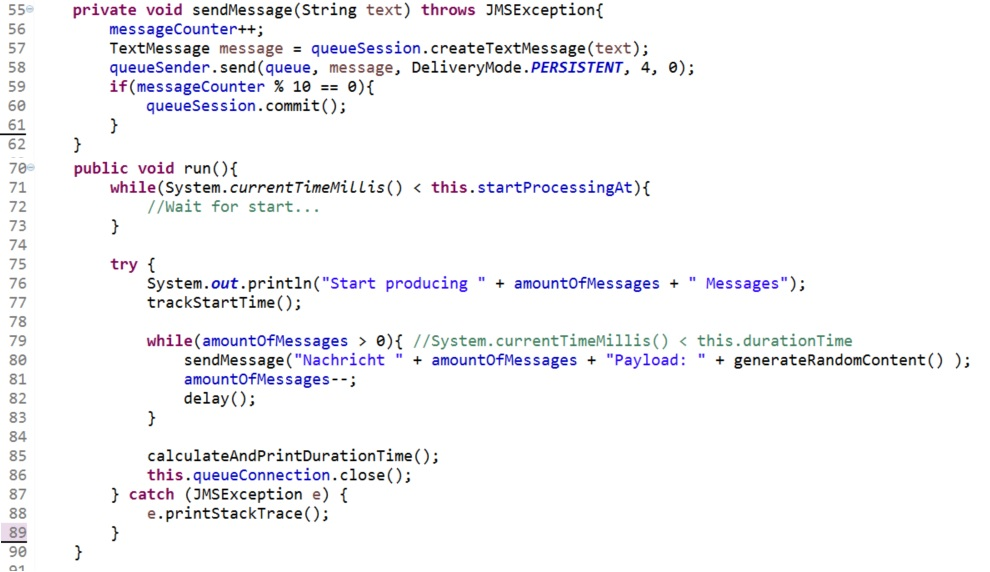 55 private void sendMessage(String text) throws JMSException{
56 messageCounter++;
57 TextMessage message = queueSession.createTextMessage(text);
58 queueSender.send(queue, message, DeliveryMode.PERSISTENT, 4, 0);
59 if(messageCounter % 10 == 0){
60 queueSession.commit();
61 }
62 }
70 public void run(){
71 while(System.currentTimeMillis() < this.startProcessingAt){
72 //Wait for start...
73 }
74
75 try {
76 System.out.println("Start producing " + amountOfMessages + " Messages");
77 trackStartTime();
78
79 while(amountOfMessages > 0){ //System.currentTimeMillis() < this.durationTime
80 sendMessage("Nachricht " + amountOfMessages + "Payload: " + generateRandomContent() );
81 amountOfMessages--;
82 delay();
83 }
84
85 calculateAndPrintDurationTime();
86 this.queueConnection.close();
87 } catch (JMSException e) {
88 e.printStackTrace();
89 }
90 }
91